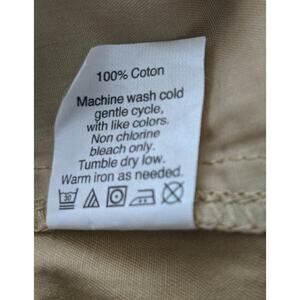 100% Coton
Machine wash cold
gentle cycle,
with like colors.
Non chlorine
bleach only.
Tumble dry low.
Warm iron as needed.
30